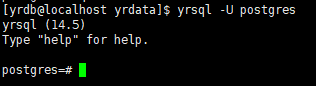 [yrdb@localhost yrdata]$ yrsql -U postgres
yrsql (14.5)
Type "help" for help.
postgres=#